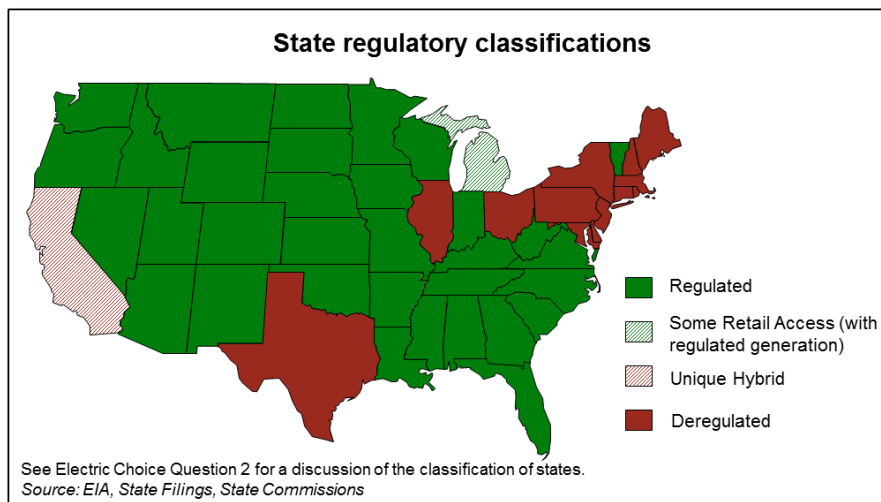 State regulatory classifications
Regulated
Some Retail Access (with
regulated generation)
Unique Hybrid
Deregulated
See Electric Choice Question 2 for a discussion of the classification of states.
Source: EIA, State Filings, State Commissions